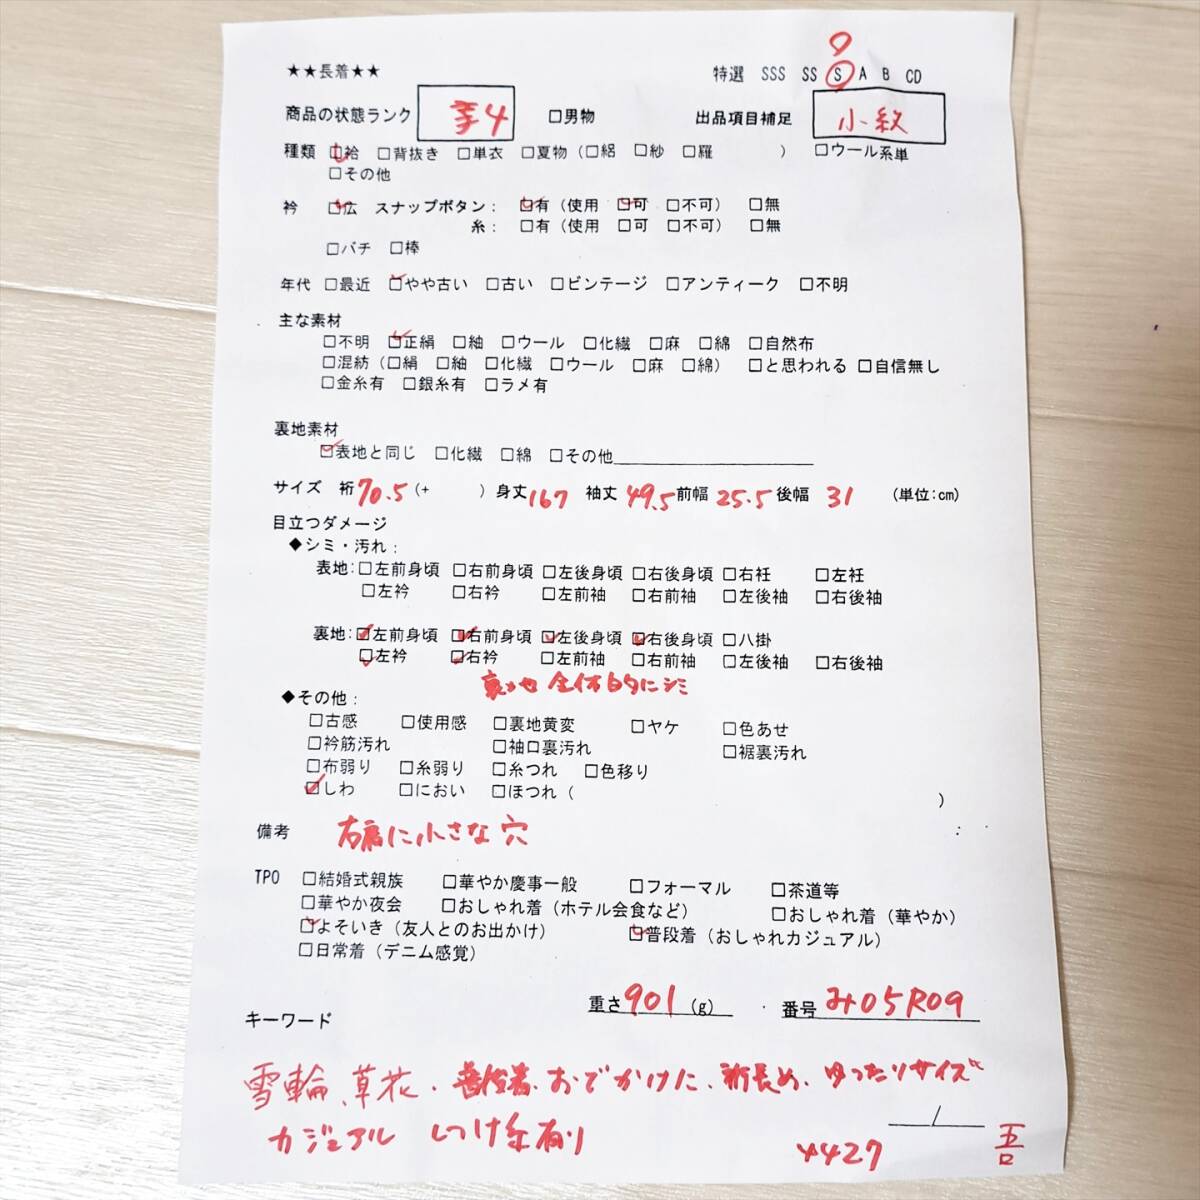 ★★長着★★ 特選 SSS SS S A B CD
商品の状態ランク 4 □男物 出品項目補足 小紋
種類 ☑袷 □背抜き □単衣 □夏物（□絽 □紗 □羅 ） □ウール系単
□その他
衿 ☑広 スナップボタン： ☑有（使用 ☑可 □不可） □無
糸：□有（使用 □可 □不可） □無
□バチ □棒
年代 □最近 ☑やや古い □古い □ビンテージ □アンティーク □不明
主な素材
□不明 ☑正絹 □紬 □ウール □化繊 □麻 □綿 □自然布
□混紡（□絹 □紬 □化繊 □ウール □麻 □綿） □と思われる □自信無し
□金糸有 □銀糸有 □ラメ有
裏地素材
☑表地と同じ □化繊 □綿 □その他
サイズ 裄 70.5（+ ）身丈 167 袖丈 49.5 前幅 25.5 後幅 31 （単位:cm）
目立つダメージ
◆シミ・汚れ：
表地：□左前身頃 □右前身頃 □左後身頃 □右後身頃 □右衽 □左衽
□左衿 □右衿 □左前袖 □右前袖 □左後袖 □右後袖
裏地：☑左前身頃 ☑右前身頃 ☑左後身頃 ☑右後身頃 □八掛
☑左衿 ☑右衿 □左前袖 □右前袖 □左後袖 □右後袖
裏地全体的にシミ
◆その他：
□古感 □使用感 □裏地黄変 □ヤケ □色あせ
□衿筋汚れ □袖口裏汚れ □裾裏汚れ
□布弱り □糸弱り □糸つれ □色移り
☑しわ □におい □ほつれ（ ）
備考 右肩に小さな穴
TPO □結婚式親族 □華やか慶事一般 □フォーマル □茶道等
□華やか夜会 □おしゃれ着（ホテル会食など） □おしゃれ着（華やか）
☑よそいき（友人とのお出かけ） ☑普段着（おしゃれカジュアル）
□日常着（デニム感覚）
重さ 901 (g) 番号 み05R09
キーワード
雪輪、草花、普段着、おでかけに、裄長め、ゆったりサイズ
カジュアル しつけ糸有り
4427 吾